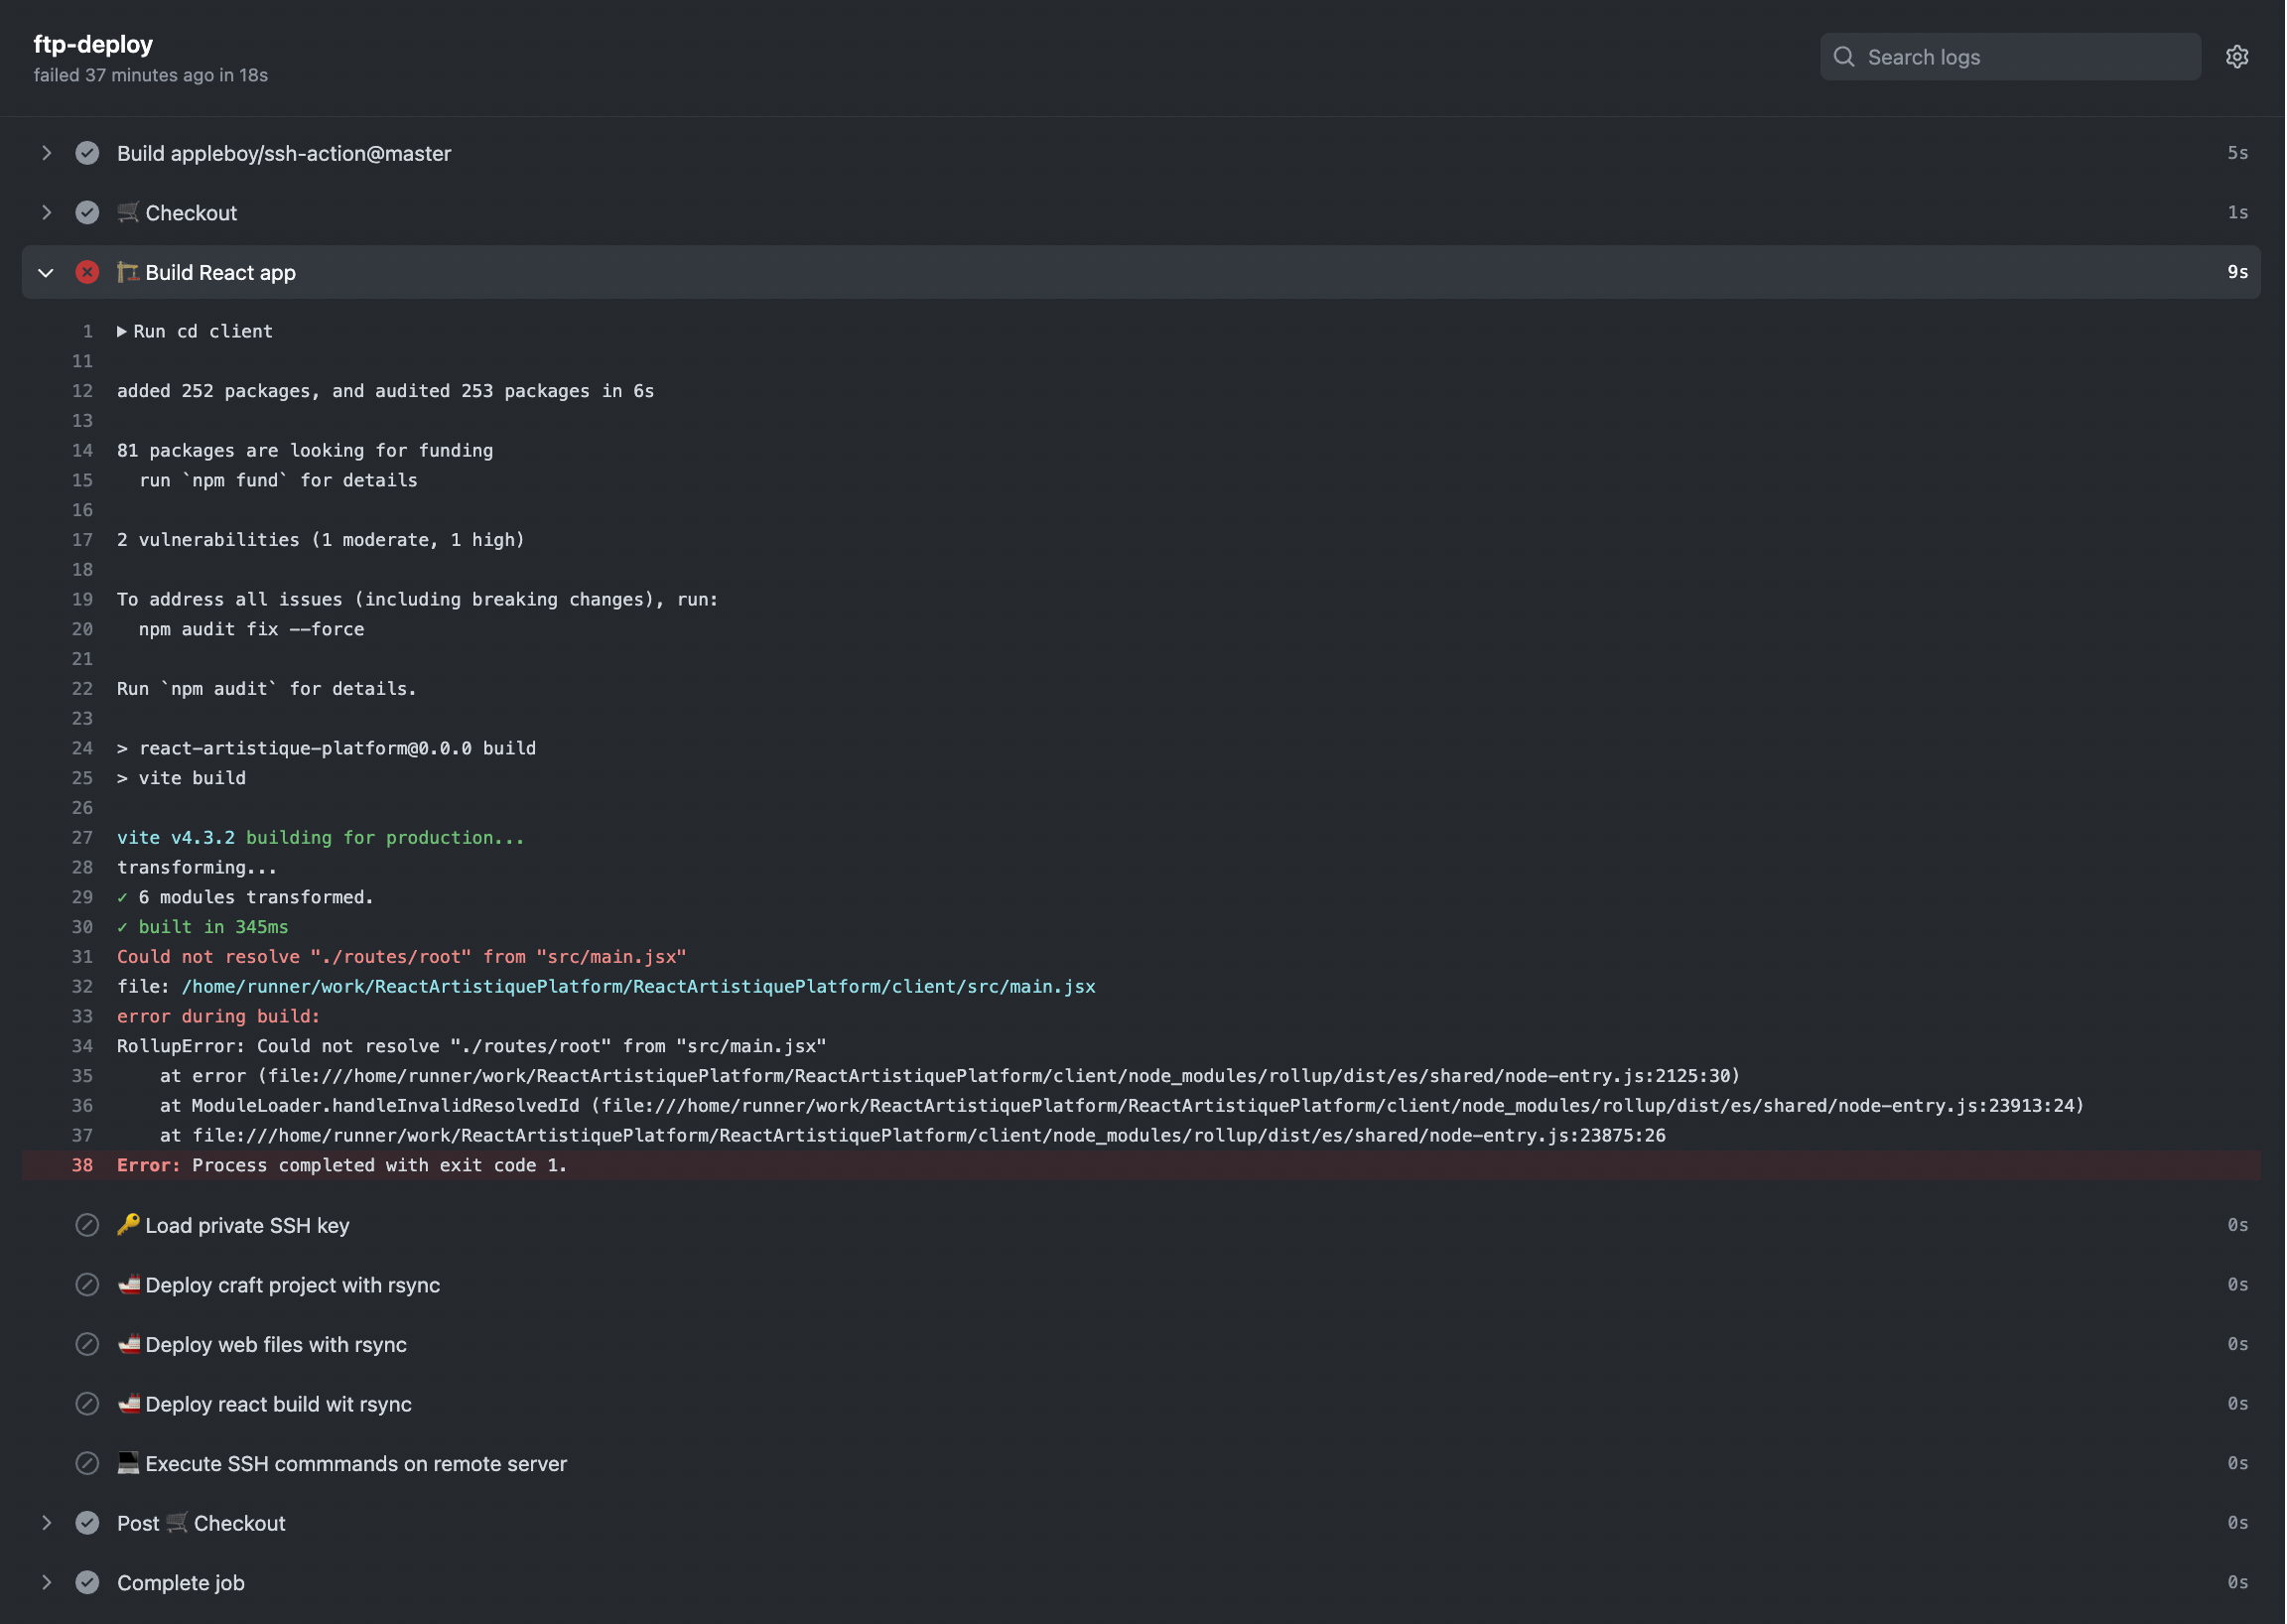 ftp-deploy
failed 37 minutes ago in 18s
Search logs
Build appleboy/ssh-action@master 5s
🛒 Checkout 1s
🏗️ Build React app 9s
1 Run cd client
11
12 added 252 packages, and audited 253 packages in 6s
13
14 81 packages are looking for funding
15 run `npm fund` for details
16
17 2 vulnerabilities (1 moderate, 1 high)
18
19 To address all issues (including breaking changes), run:
20 npm audit fix --force
21
22 Run `npm audit` for details.
23
24 > react-artistique-platform@0.0.0 build
25 > vite build
26
27 vite v4.3.2 building for production...
28 transforming...
29 ✓ 6 modules transformed.
30 ✓ built in 345ms
31 Could not resolve "./routes/root" from "src/main.jsx"
32 file: /home/runner/work/ReactArtistiquePlatform/ReactArtistiquePlatform/client/src/main.jsx
33 error during build:
34 RollupError: Could not resolve "./routes/root" from "src/main.jsx"
35 at error (file:///home/runner/work/ReactArtistiquePlatform/ReactArtistiquePlatform/client/node_modules/rollup/dist/es/shared/node-entry.js:2125:30)
36 at ModuleLoader.handleInvalidResolvedId (file:///home/runner/work/ReactArtistiquePlatform/ReactArtistiquePlatform/client/node_modules/rollup/dist/es/shared/node-entry.js:23913:24)
37 at file:///home/runner/work/ReactArtistiquePlatform/ReactArtistiquePlatform/client/node_modules/rollup/dist/es/shared/node-entry.js:23875:26
38 Error: Process completed with exit code 1.
🔑 Load private SSH key 0s
🚢 Deploy craft project with rsync 0s
🚢 Deploy web files with rsync 0s
🚢 Deploy react build wit rsync 0s
💻 Execute SSH commmands on remote server 0s
Post 🛒 Checkout 0s
Complete job 0s